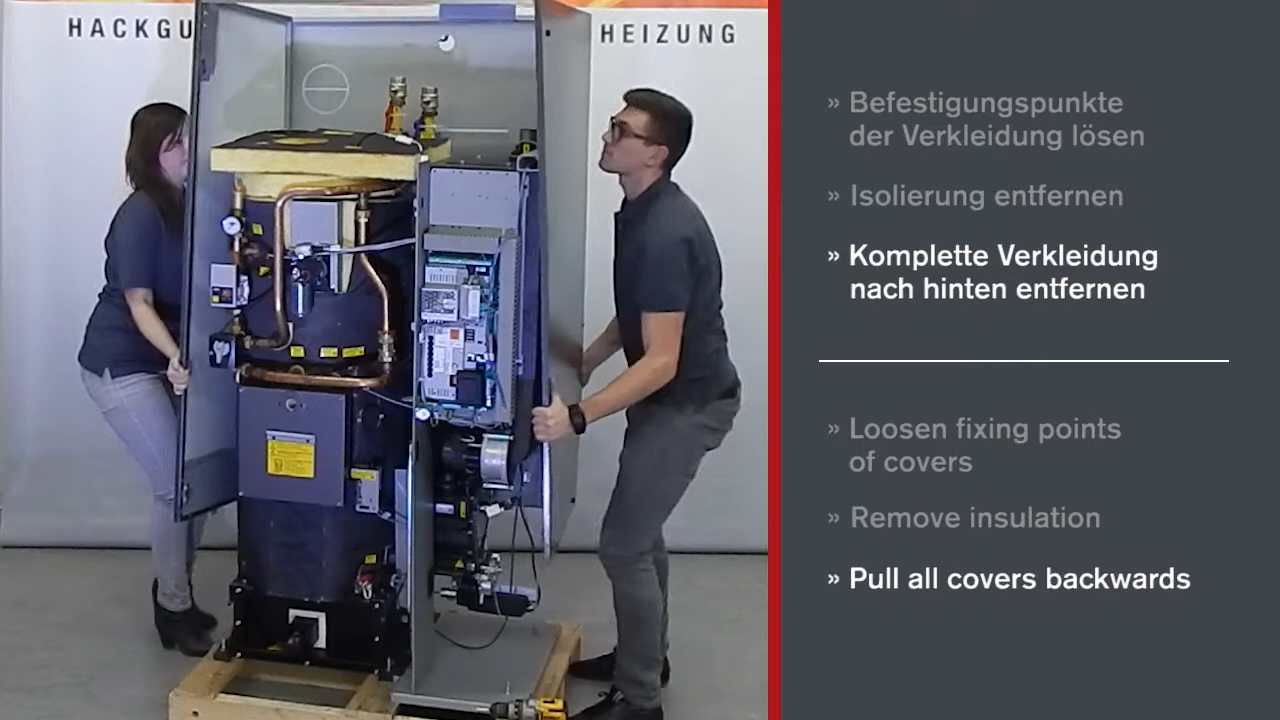 HACKGU
HEIZUNG
» Befestigungspunkte
der Verkleidung lösen
» Isolierung entfernen
» Komplette Verkleidung
nach hinten entfernen
» Loosen fixing points
of covers
» Remove insulation
» Pull all covers backwards